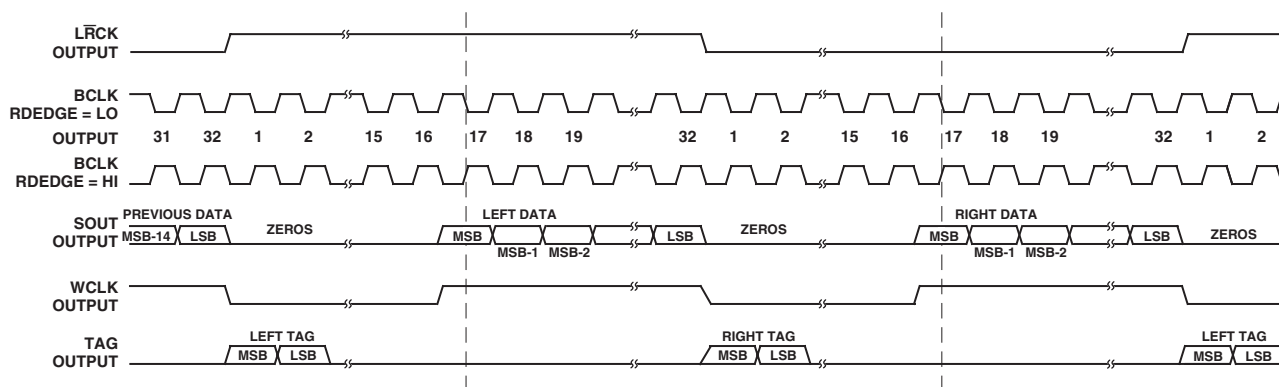 LR̅CK
OUTPUT
BCLK
RDEDGE = LO
OUTPUT 31 32 1 2 15 16 17 18 19 32 1 2 15 16 17 18 19 32 1 2
BCLK
RDEDGE = HI
SOUT PREVIOUS DATA LEFT DATA RIGHT DATA
OUTPUT MSB-14 LSB ZEROS MSB LSB ZEROS MSB LSB ZEROS
MSB-1 MSB-2 MSB-1 MSB-2
WCLK
OUTPUT
TAG LEFT TAG RIGHT TAG LEFT TAG
OUTPUT MSB LSB MSB LSB MSB LSB